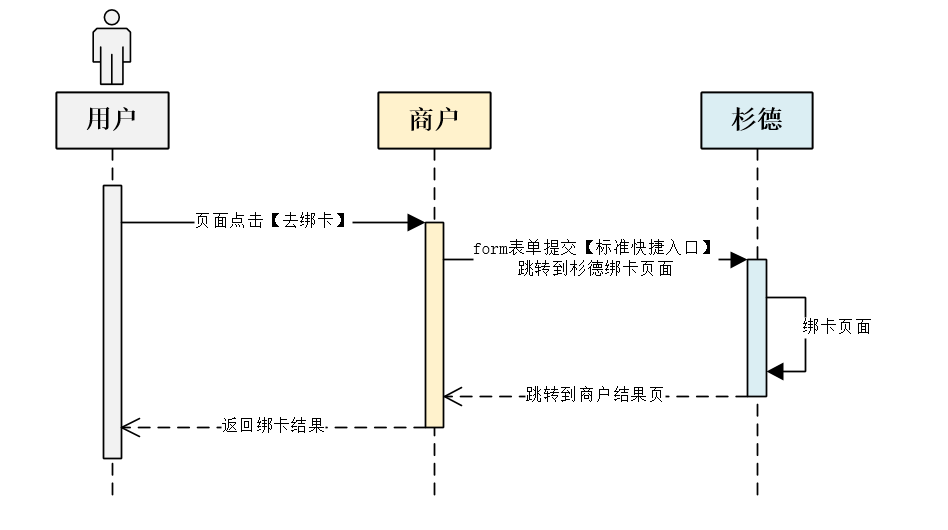 用户
商户
杉德
页面点击【去绑卡】
form表单提交【标准快捷入口】
跳转到杉德绑卡页面
绑卡页面
跳转到商户结果页
返回绑卡结果